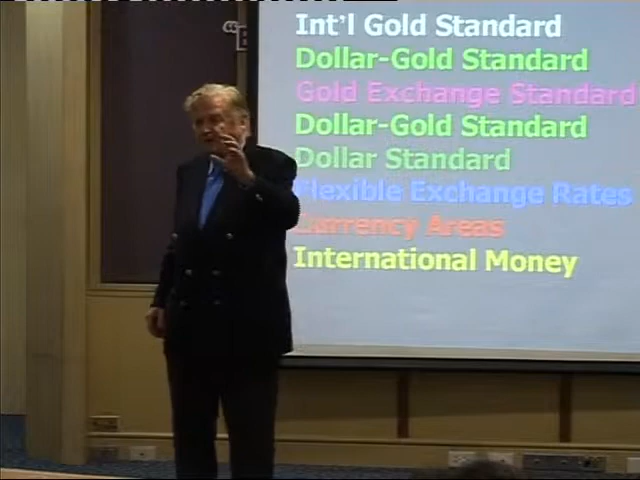 “B
Int'l Gold Standard
Dollar-Gold Standard
Gold Exchange Standard
Dollar-Gold Standard
Dollar Standard
Flexible Exchange Rates
Currency Areas
International Money